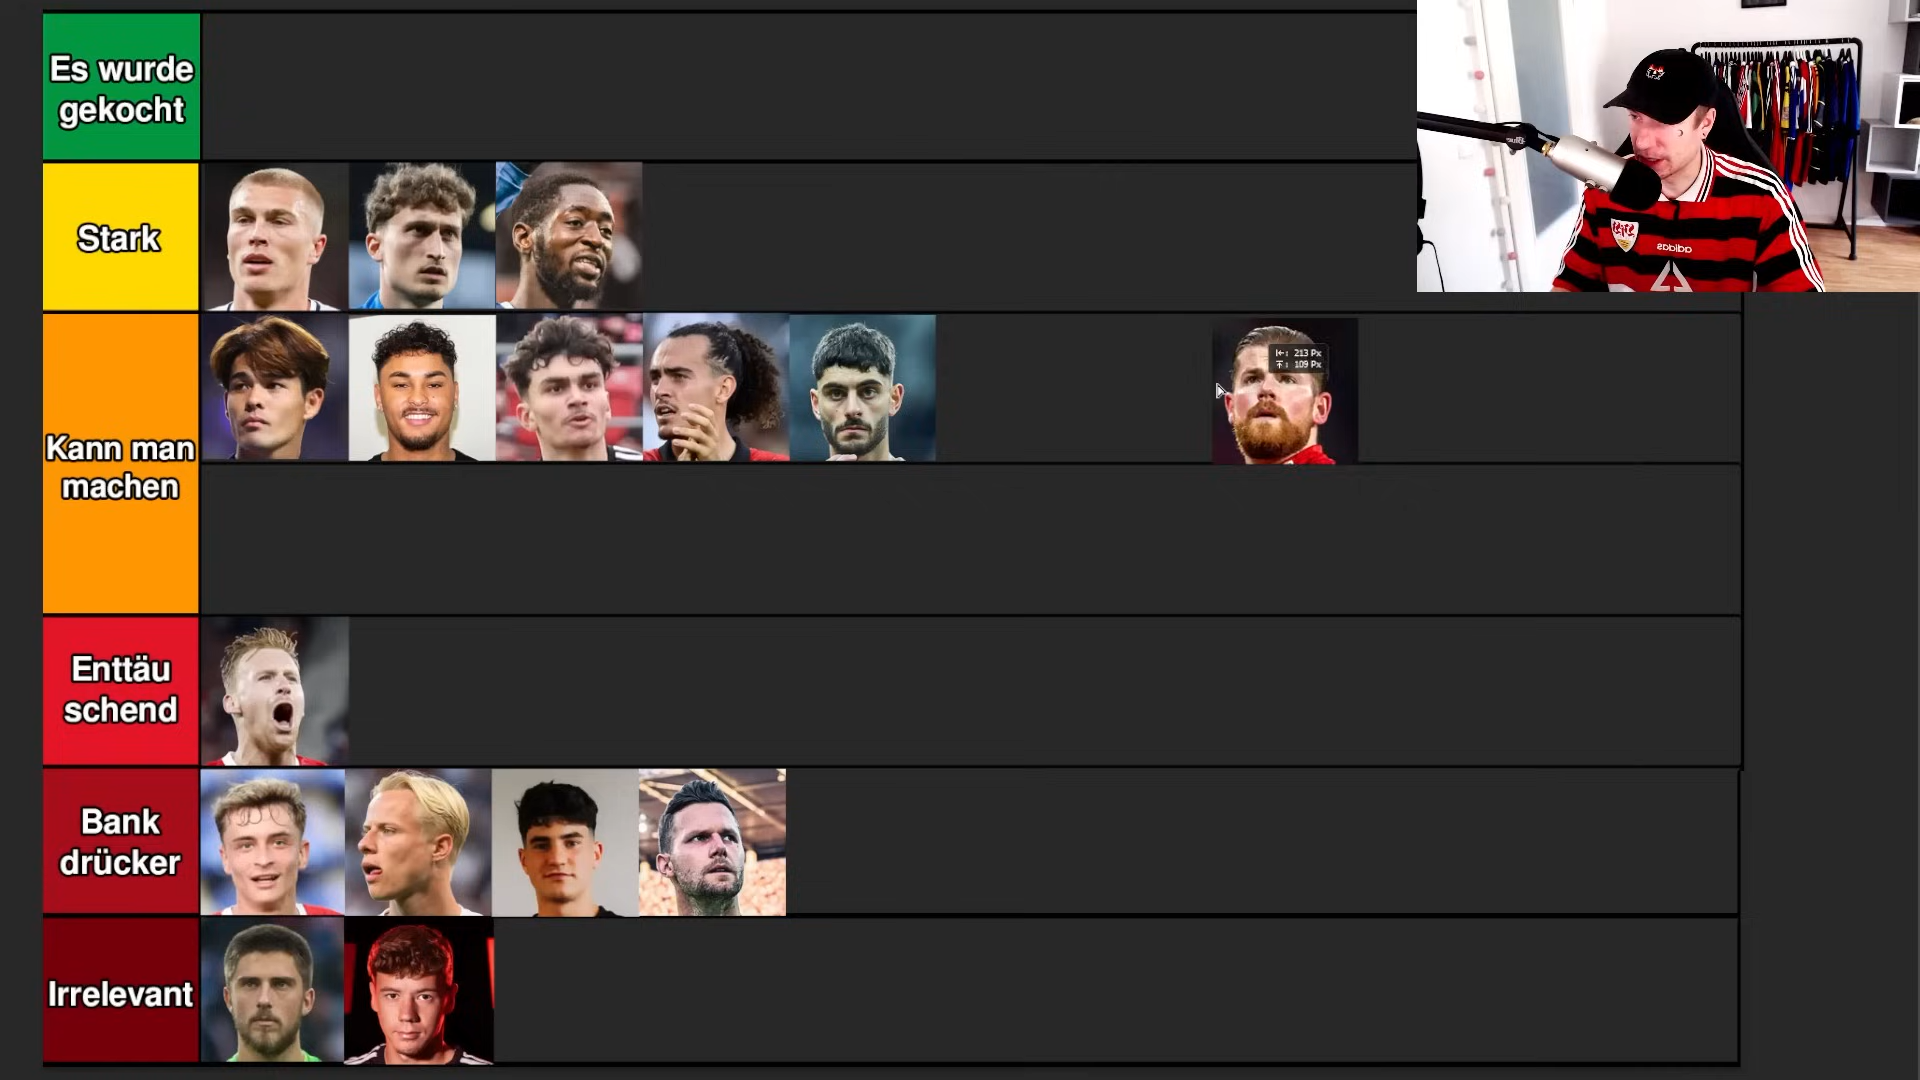 Es wurde
gekocht
Stark
Kann man
machen
Enttäu
schend
Bank
drücker
Irrelevant
213 Px
109 Px
adidas